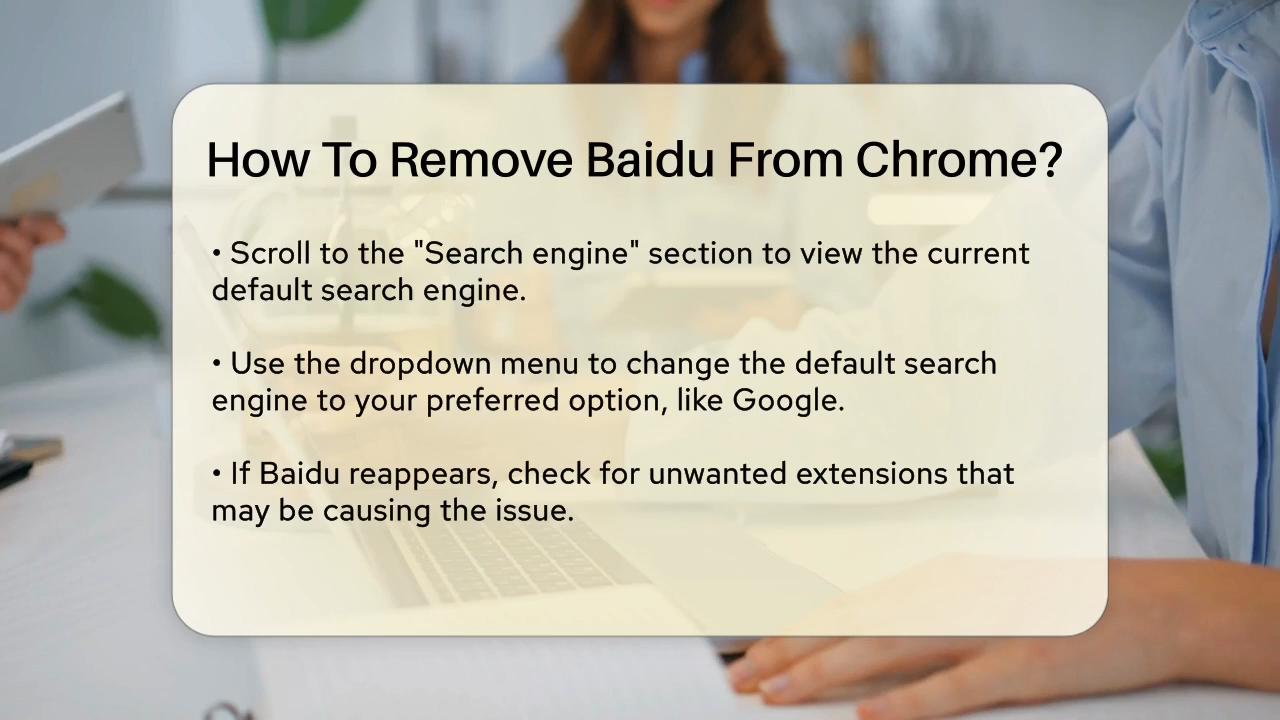 How To Remove Baidu From Chrome?
• Scroll to the "Search engine" section to view the current
default search engine.
• Use the dropdown menu to change the default search
engine to your preferred option, like Google.
• If Baidu reappears, check for unwanted extensions that
may be causing the issue.